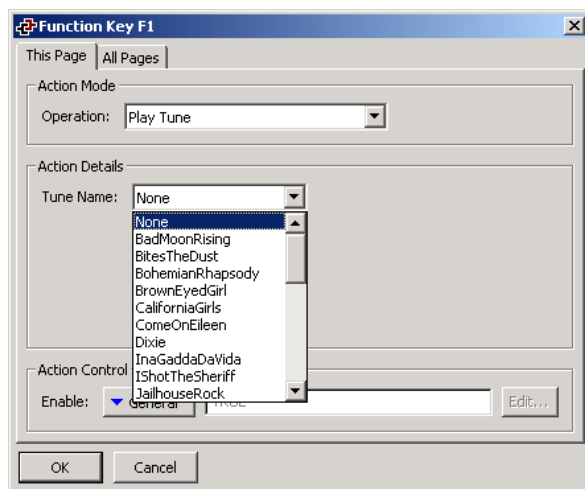 Function Key F1
This Page All Pages
Action Mode
Operation: Play Tune
Action Details
Tune Name: None
None
BadMoonRising
BitesTheDust
BohemianRhapsody
BrownEyedGirl
CaliforniaGirls
ComeOnEileen
Dixie
InaGaddaDaVida
IShotTheSheriff
JailhouseRock
Action Control
Enable: General TRUE Edit...
OK Cancel